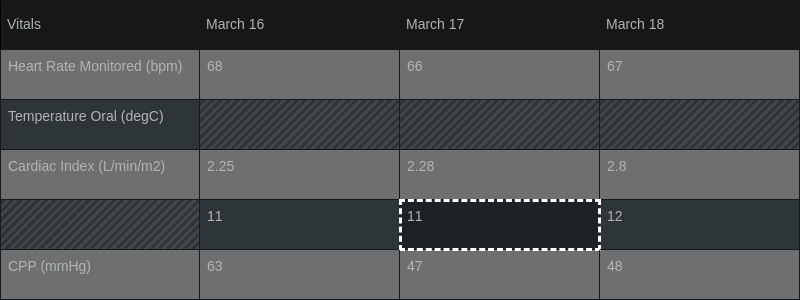 Vitals March 16 March 17 March 18
Heart Rate Monitored (bpm) 68 66 67
Temperature Oral (degC)
Cardiac Index (L/min/m2) 2.25 2.28 2.8
11 11 12
CPP (mmHg) 63 47 48